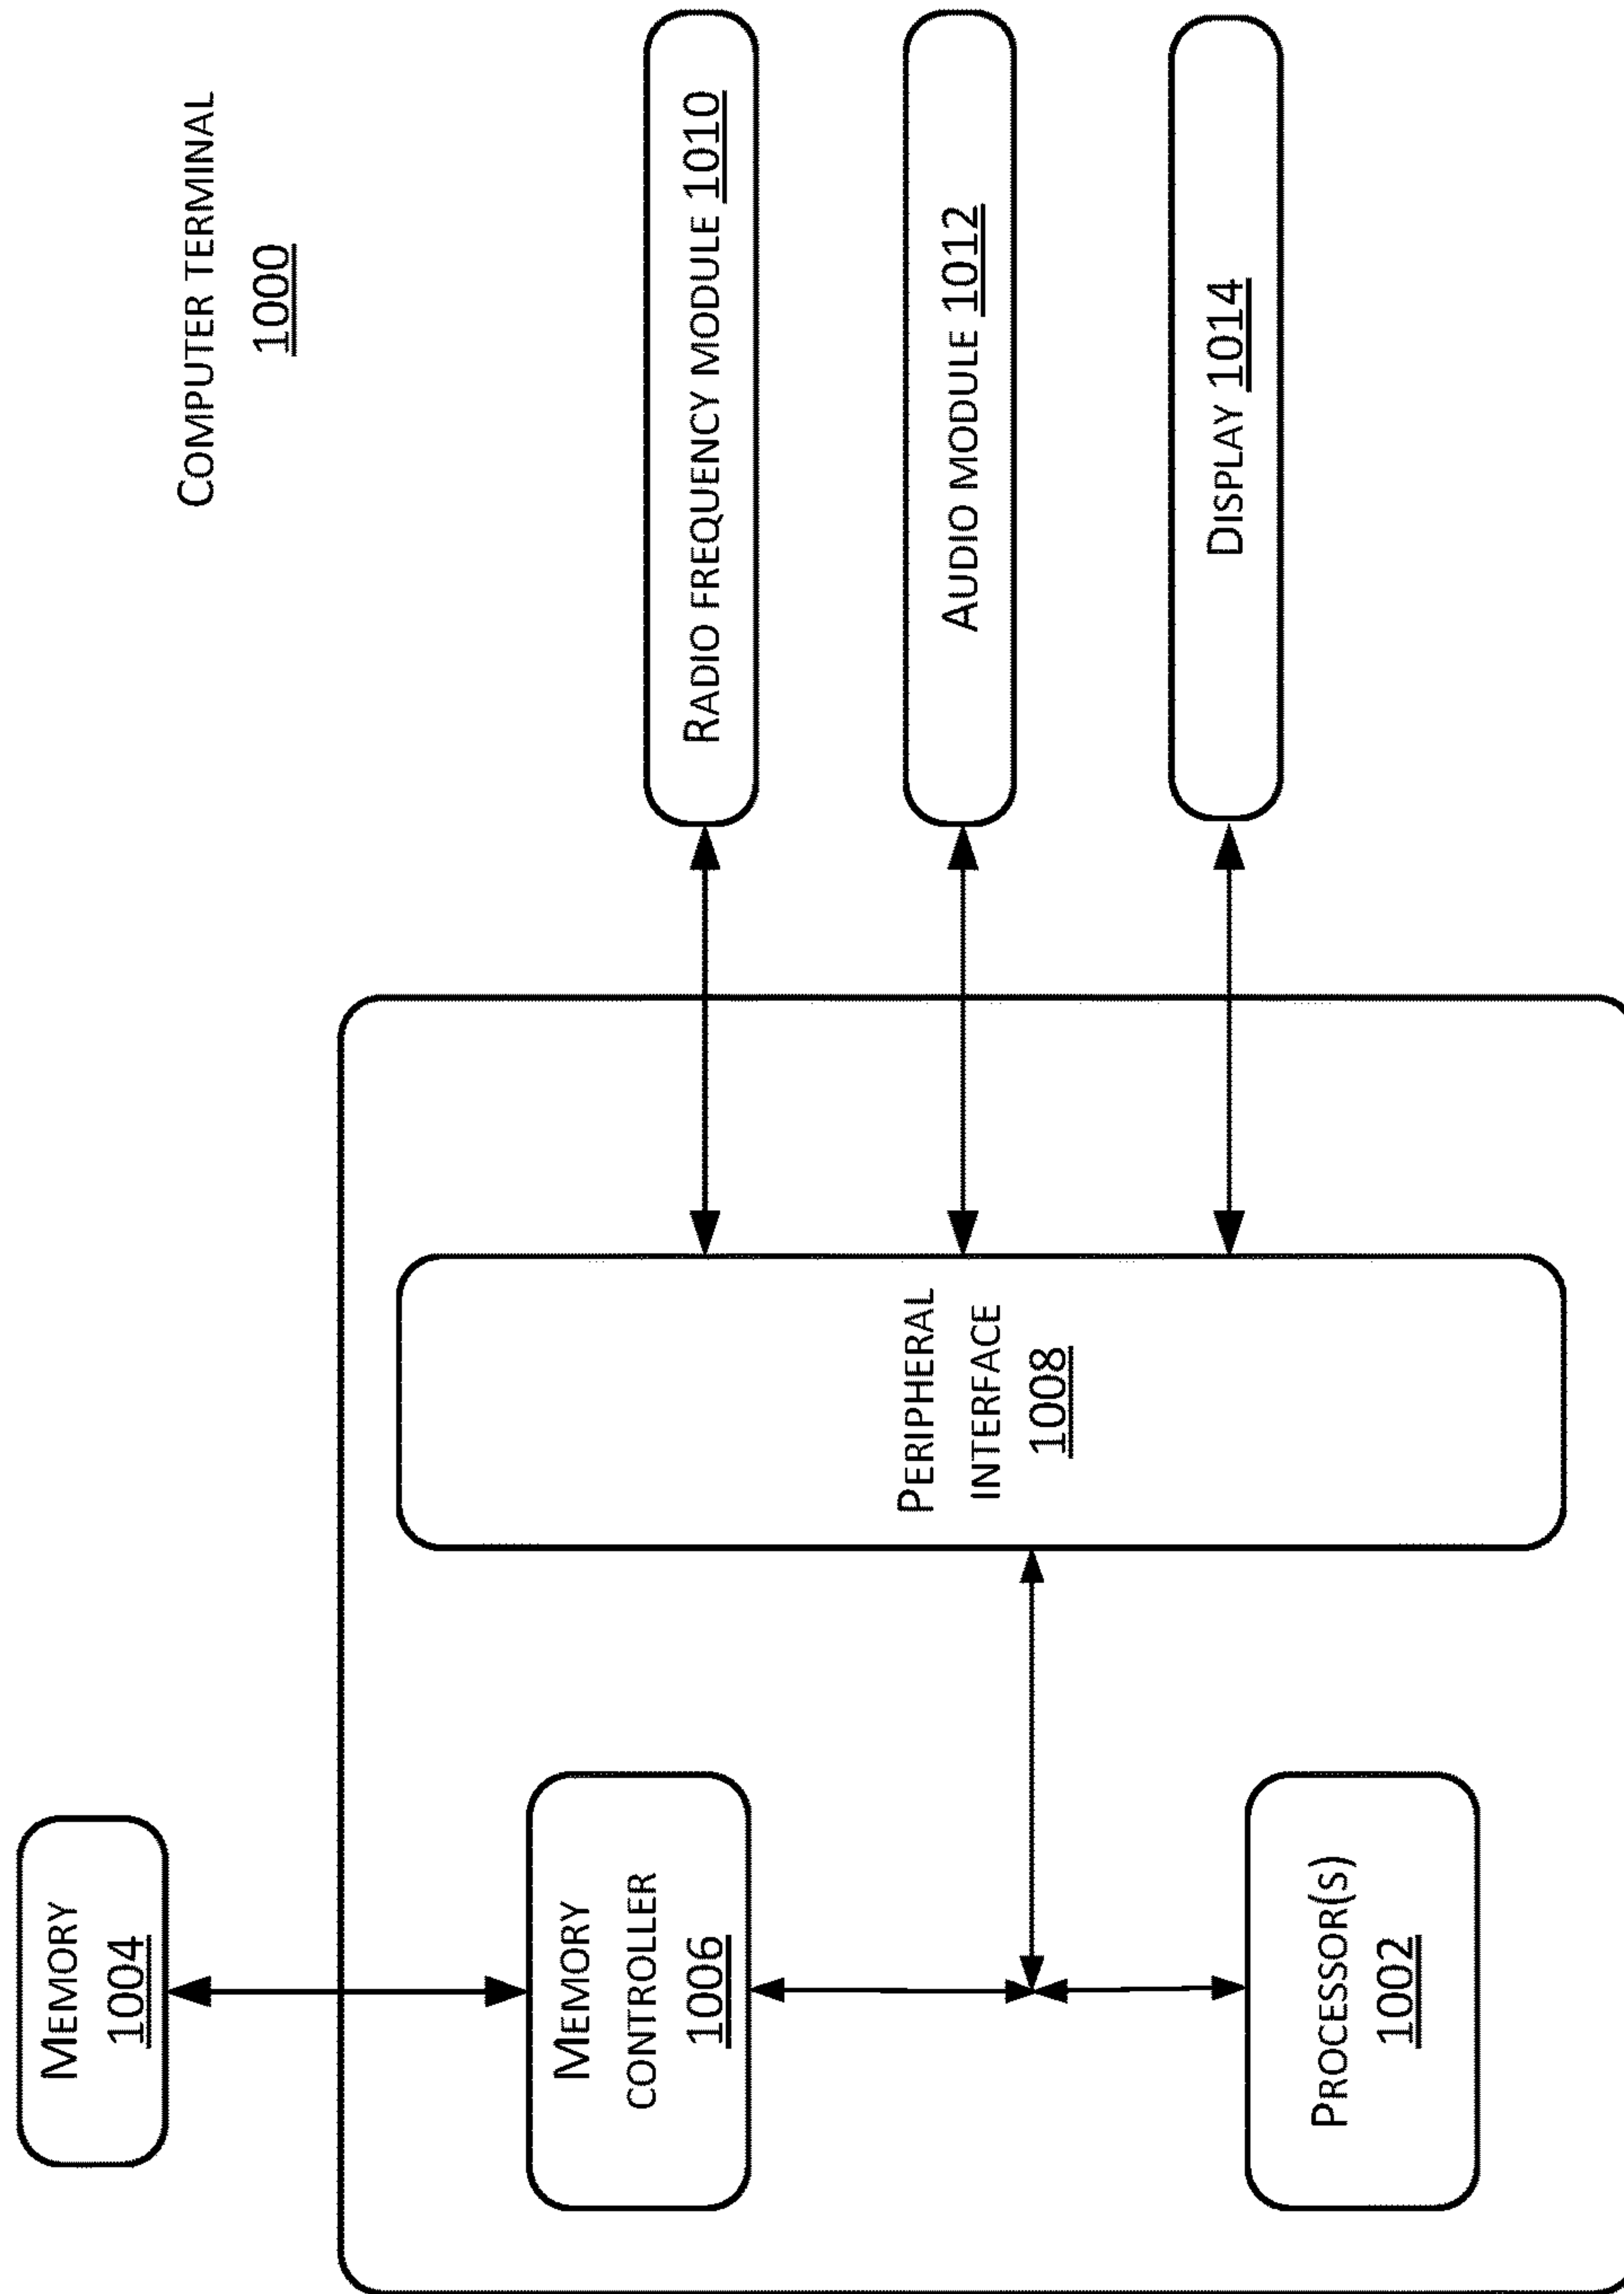 COMPUTER TERMINAL
1000
MEMORY
1004
MEMORY
CONTROLLER
1006
PROCESSOR(S)
1002
PERIPHERAL
INTERFACE
1008
RADIO FREQUENCY MODULE 1010
AUDIO MODULE 1012
DISPLAY 1014